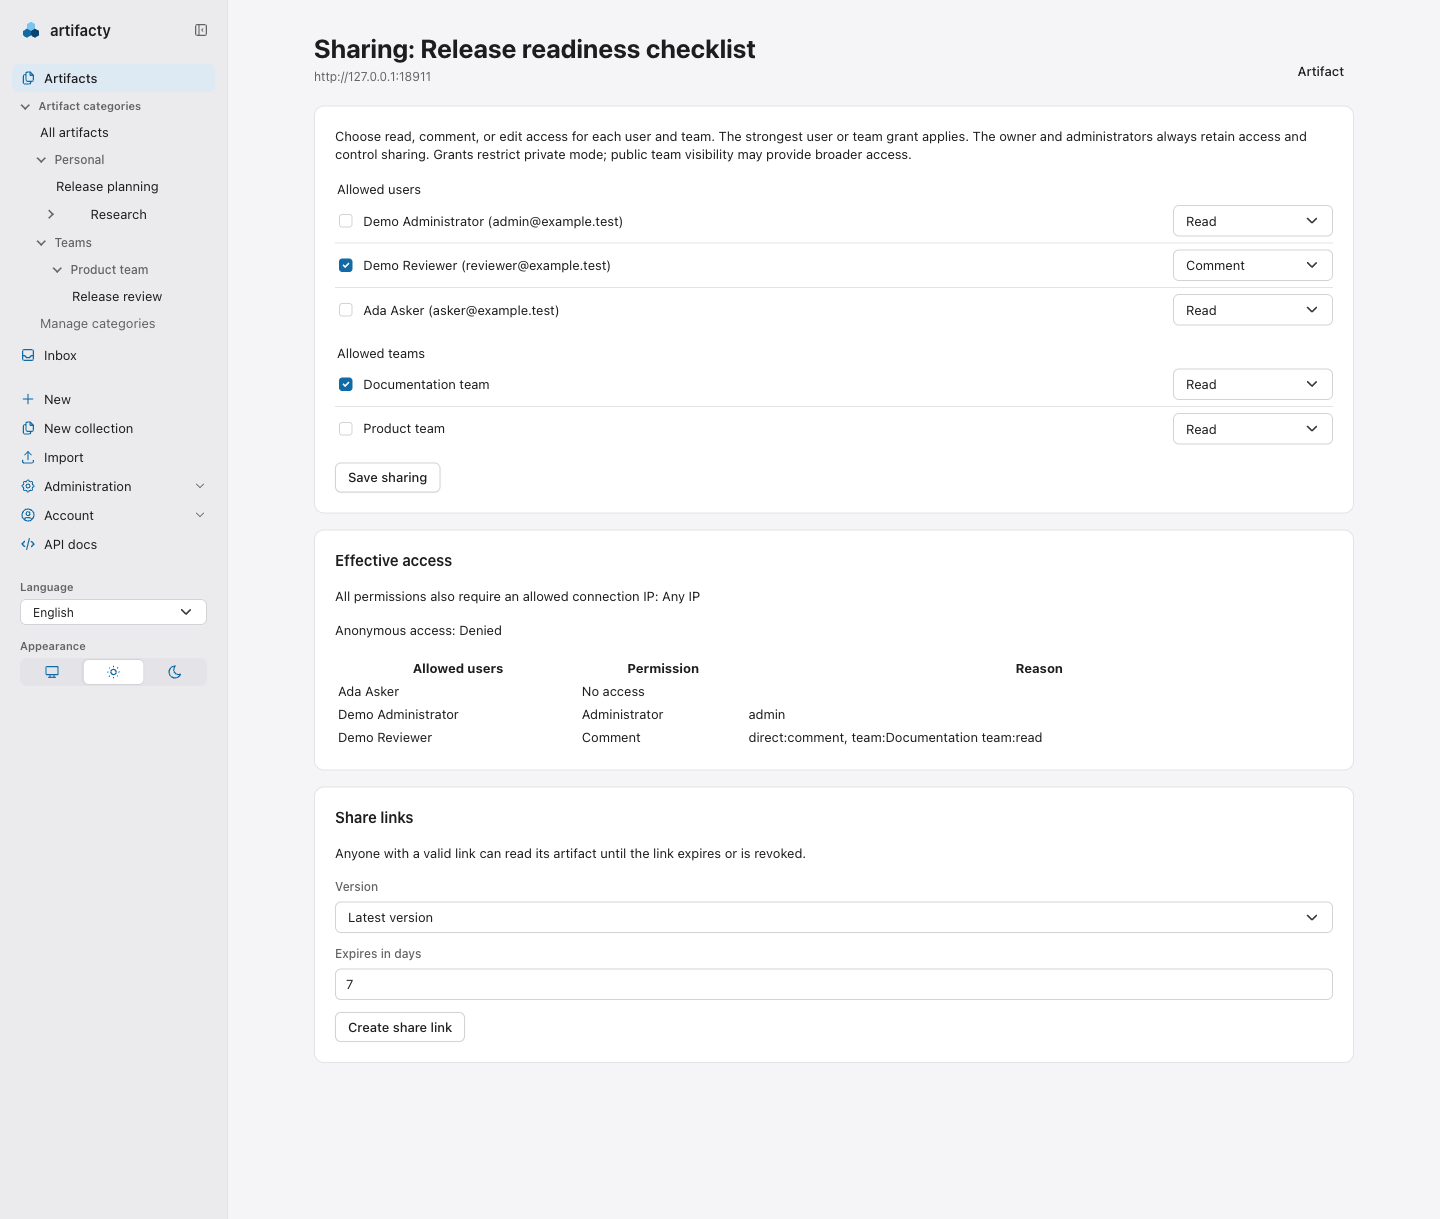 artifacty
Artifacts
Artifact categories
All artifacts
Personal
Release planning
Research
Teams
Product team
Release review
Manage categories
Inbox
New
New collection
Import
Administration
Account
API docs
Language
English
Appearance
Sharing: Release readiness checklist
http://127.0.0.1:18911
Artifact
Choose read, comment, or edit access for each user and team. The strongest user or team grant applies. The owner and administrators always retain access and
control sharing. Grants restrict private mode; public team visibility may provide broader access.
Allowed users
Demo Administrator (admin@example.test) Read
Demo Reviewer (reviewer@example.test) Comment
Ada Asker (asker@example.test) Read
Allowed teams
Documentation team Read
Product team Read
Save sharing
Effective access
All permissions also require an allowed connection IP: Any IP
Anonymous access: Denied
Allowed users Permission Reason
Ada Asker No access
Demo Administrator Administrator admin
Demo Reviewer Comment direct:comment, team:Documentation team:read
Share links
Anyone with a valid link can read its artifact until the link expires or is revoked.
Version
Latest version
Expires in days
7
Create share link